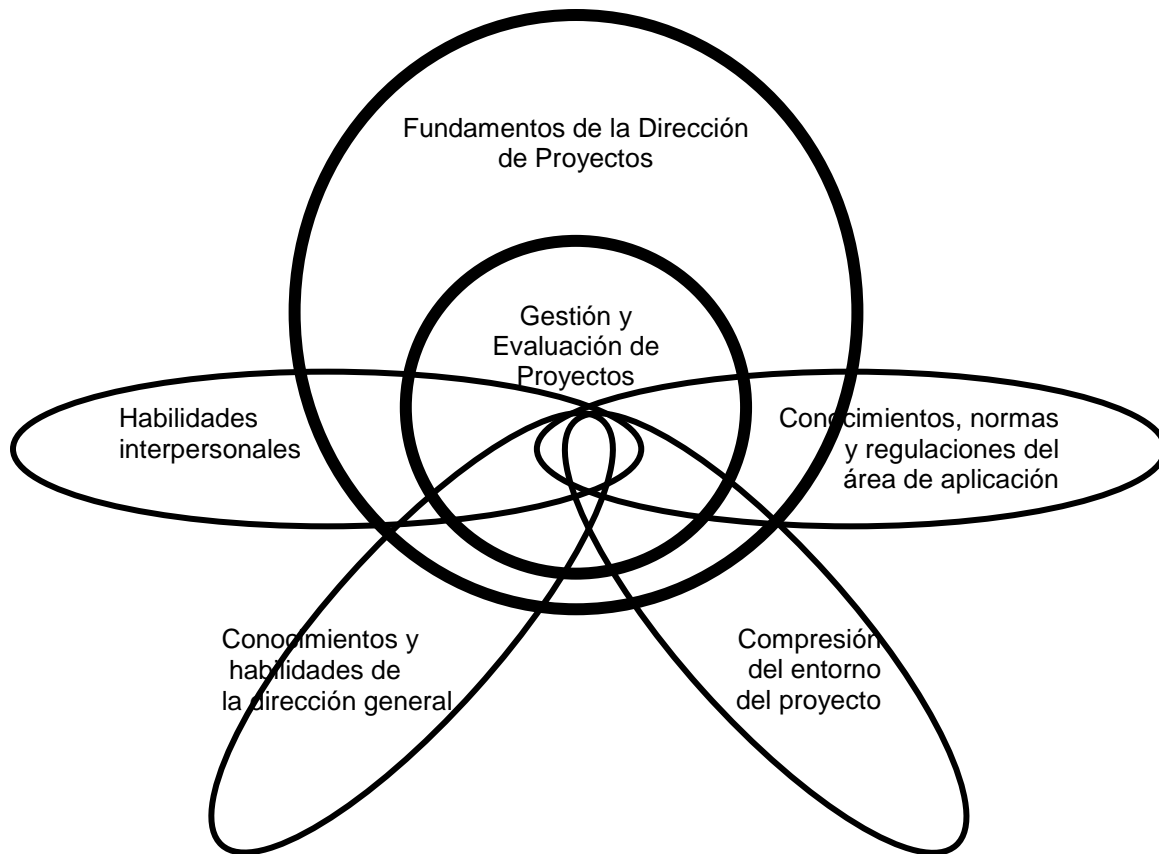 Fundamentos de la Dirección
de Proyectos
Gestión y
Evaluación de
Proyectos
Habilidades
interpersonales
Conocimientos, normas
y regulaciones del
área de aplicación
Conocimientos y
habilidades de
la dirección general
Compresión
del entorno
del proyecto